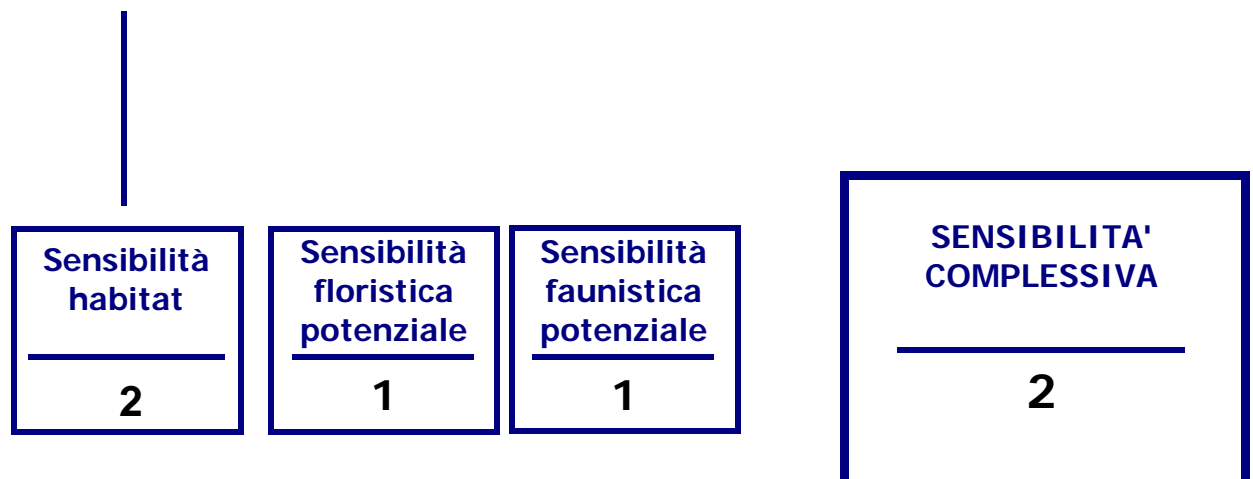 Sensibilità
habitat
2
Sensibilità
floristica
potenziale
1
Sensibilità
faunistica
potenziale
1
SENSIBILITA'
COMPLESSIVA
2